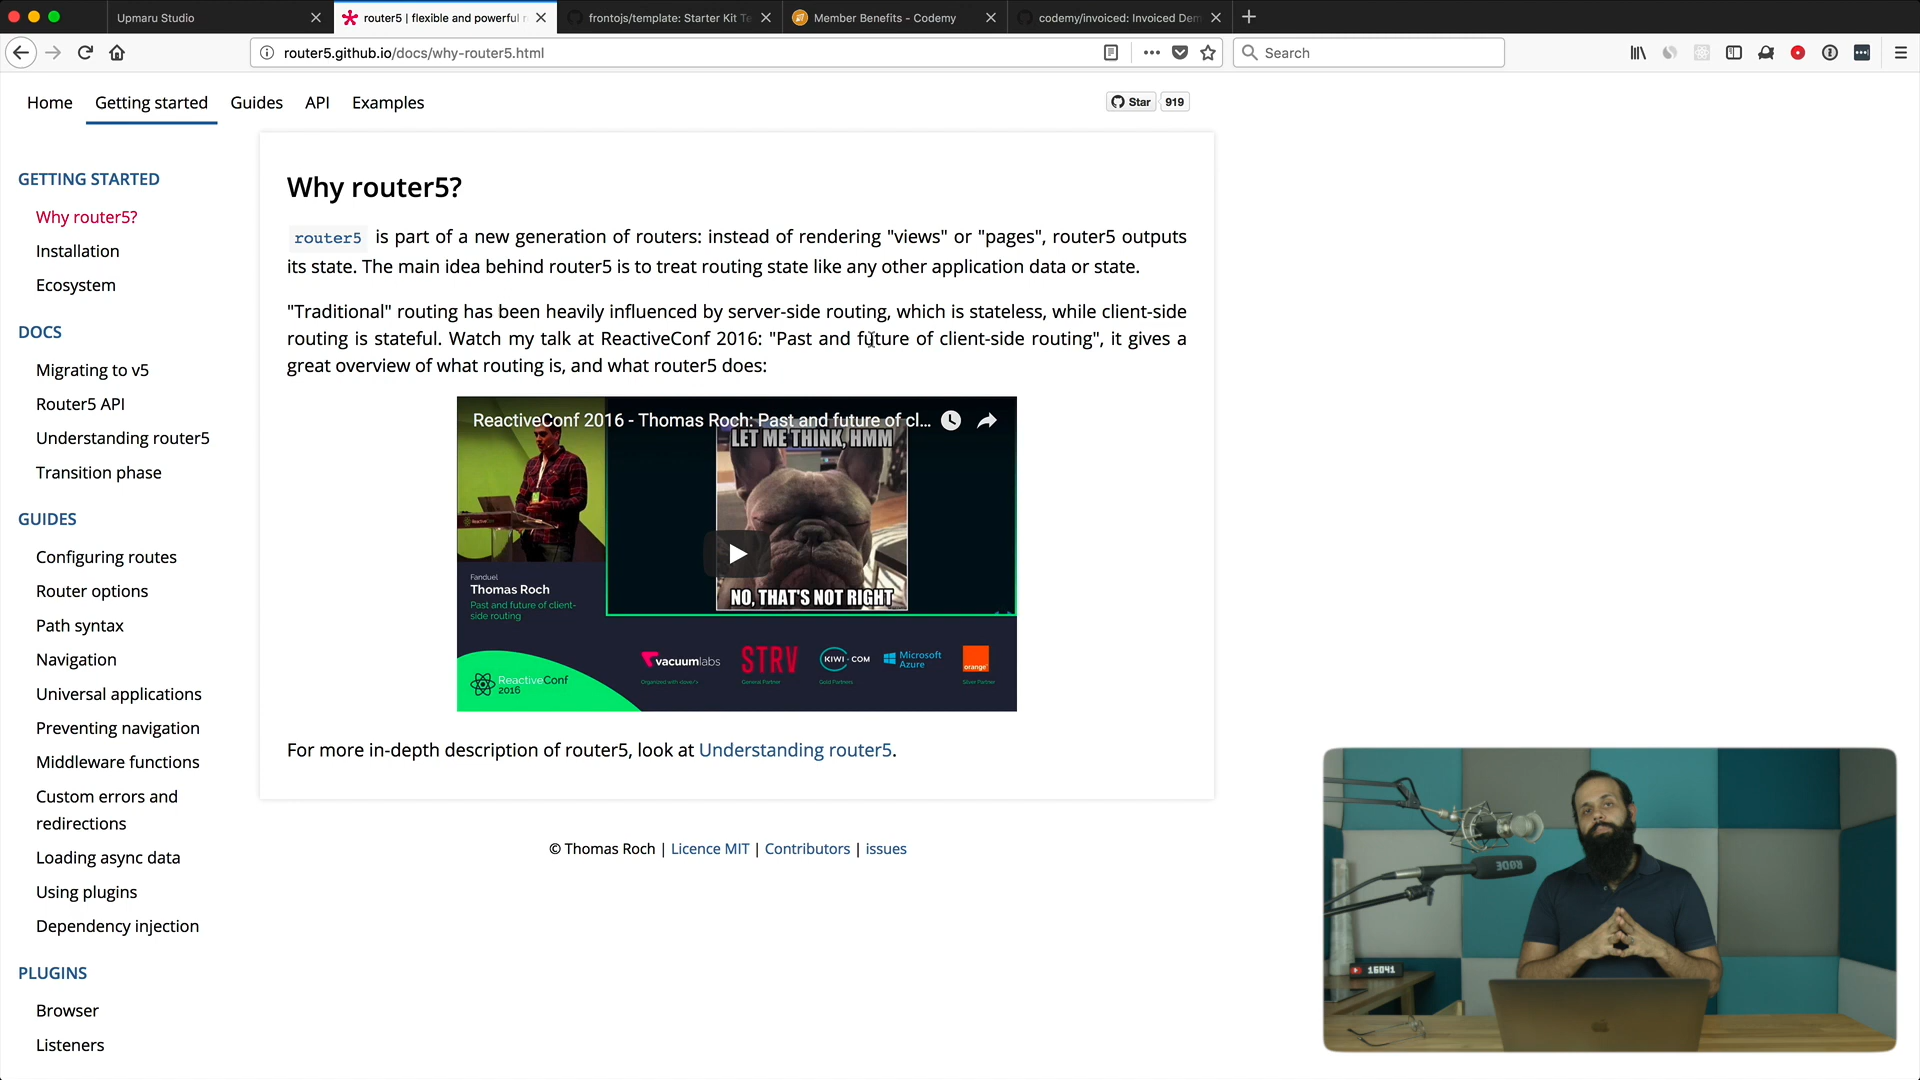 Upmaru Studio
router5 | flexible and powerful r
frontojs/template: Starter Kit Te
Member Benefits - Codemy
codemy/invoiced: Invoiced Dem
router5.github.io/docs/why-router5.html
Search
Home
Getting started
Guides
API
Examples
Star
919
GETTING STARTED
Why router5?
Installation
Ecosystem
DOCS
Migrating to v5
Router5 API
Understanding router5
Transition phase
GUIDES
Configuring routes
Router options
Path syntax
Navigation
Universal applications
Preventing navigation
Middleware functions
Custom errors and
redirections
Loading async data
Using plugins
Dependency injection
PLUGINS
Browser
Listeners
Why router5?
router5 is part of a new generation of routers: instead of rendering "views" or "pages", router5 outputs
its state. The main idea behind router5 is to treat routing state like any other application data or state.
"Traditional" routing has been heavily influenced by server-side routing, which is stateless, while client-side
routing is stateful. Watch my talk at ReactiveConf 2016: "Past and future of client-side routing", it gives a
great overview of what routing is, and what router5 does:
ReactiveConf 2016 - Thomas Roch: Past and future of cl...
LET ME THINK, HMM
NO, THAT'S NOT RIGHT
Fanduel
Thomas Roch
Past and future of client-
side routing
ReactiveConf
2016
vacuumlabs
STRV
General Partner
KIWI.COM
Gold Partners
Microsoft
Azure
orange
Silver Partner
For more in-depth description of router5, look at Understanding router5.
© Thomas Roch | Licence MIT | Contributors | issues
RØDE
16041